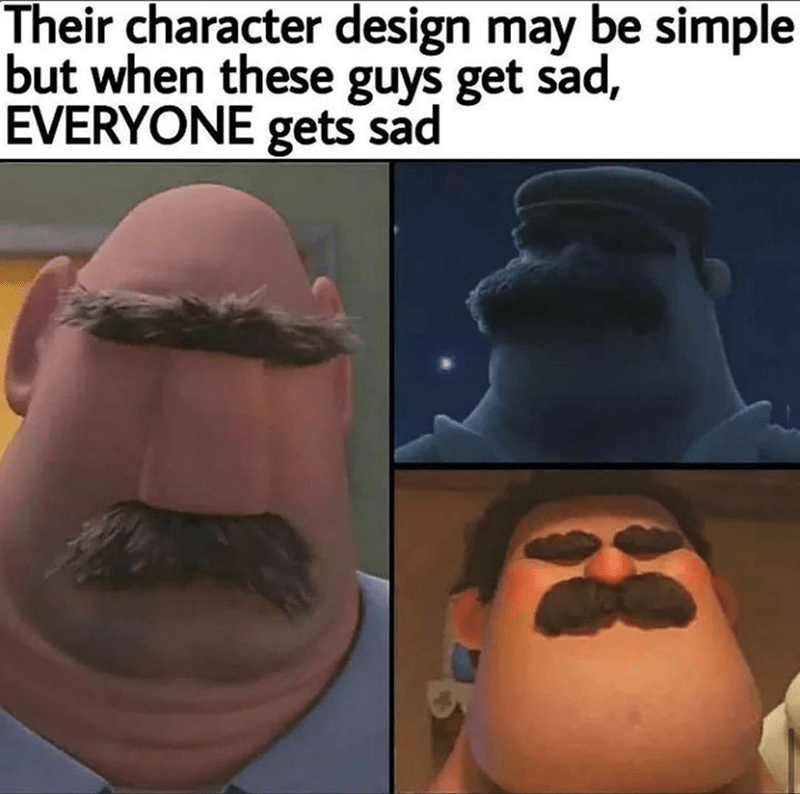 Their character design may be simple
but when these guys get sad,
EVERYONE gets sad